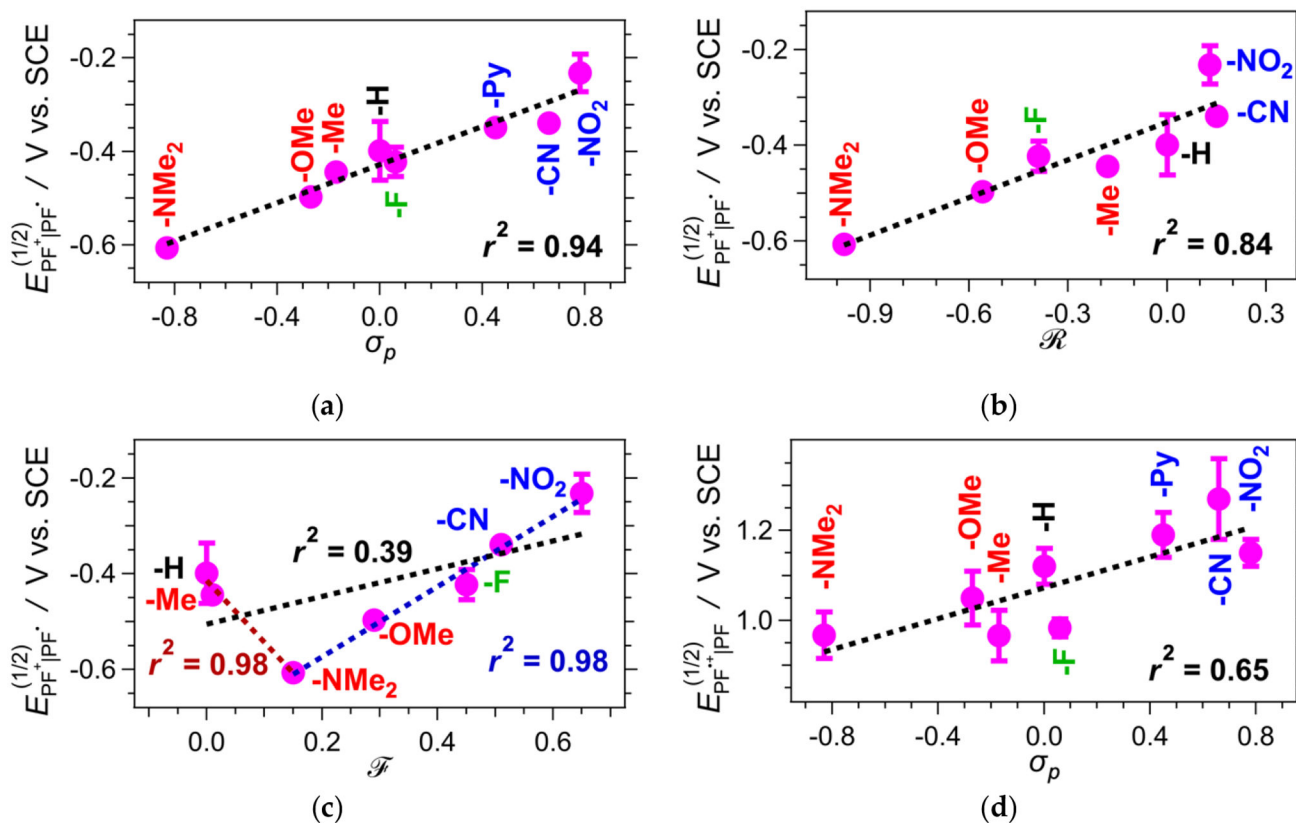 E(1/2)PF+|PF• / V vs. SCE
-0.2
-0.4
-0.6
-NMe2
-OMe
-Me
-H
-F
-Py
-CN
-NO2
r2 = 0.94
-0.8
-0.4
0.0
0.4
0.8
σp
(a)
E(1/2)PF+|PF• / V vs. SCE
-0.2
-0.4
-0.6
-NMe2
-OMe
-F
-Me
-H
-NO2
-CN
r2 = 0.84
-0.9
-0.6
-0.3
0.0
0.3
ℛ
(b)
E(1/2)PF+|PF• / V vs. SCE
-0.2
-0.4
-0.6
-H
-Me
-NMe2
-OMe
-F
-CN
-NO2
r2 = 0.39
r2 = 0.98
r2 = 0.98
0.0
0.2
0.4
0.6
ℱ
(c)
E(1/2)PF•+|PF / V vs. SCE
1.2
1.0
-NMe2
-OMe
-Me
-H
-F
-Py
-CN
-NO2
r2 = 0.65
-0.8
-0.4
0.0
0.4
0.8
σp
(d)